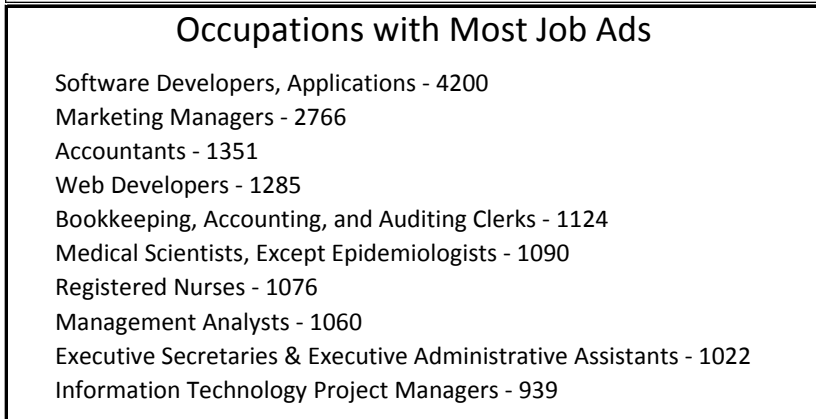 Occupations with Most Job Ads
Software Developers, Applications - 4200
Marketing Managers - 2766
Accountants - 1351
Web Developers - 1285
Bookkeeping, Accounting, and Auditing Clerks - 1124
Medical Scientists, Except Epidemiologists - 1090
Registered Nurses - 1076
Management Analysts - 1060
Executive Secretaries & Executive Administrative Assistants - 1022
Information Technology Project Managers - 939